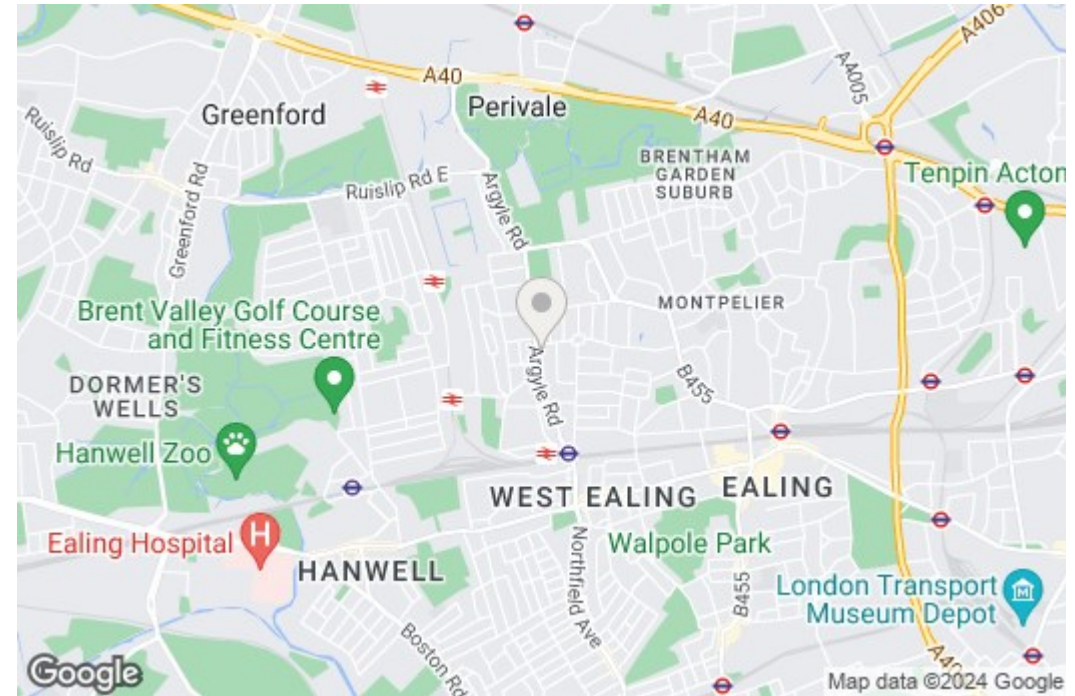 A406
A40
A4005
Greenford
Perivale
A40
Ruislip Rd
BRENTHAM
GARDEN
SUBURB
Tenpin Acton
Ruislip Rd E
Argyle Rd
Greenford Rd
MONTPELIER
Brent Valley Golf Course
and Fitness Centre
Argyle Rd
B455
DORMER'S
WELLS
Hanwell Zoo
WEST EALING
EALING
Ealing Hospital
H
HANWELL
Walpole Park
Northfield Ave
B455
London Transport
Museum Depot
Boston Rd
Google
Map data ©2024 Google